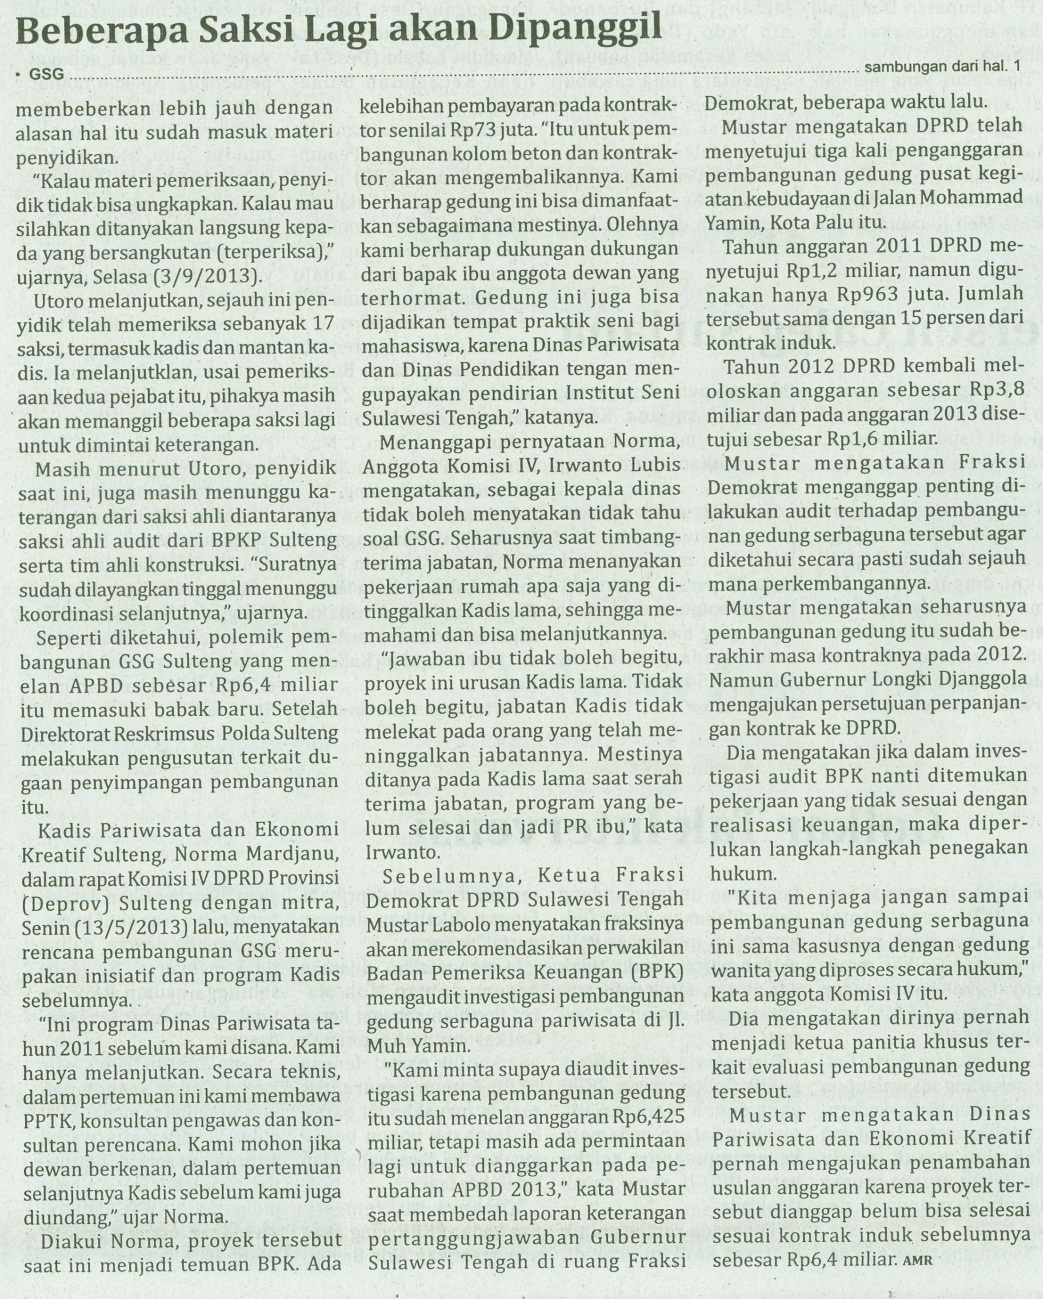 Beberapa Saksi Lagi akan Dipanggil
• GSG ........ sambungan dari hal. 1
membeberkan lebih jauh dengan
alasan hal itu sudah masuk materi
penyidikan.
“Kalau materi pemeriksaan, penyi-
dik tidak bisa ungkapkan. Kalau mau
silahkan ditanyakan langsung kepa-
da yang bersangkutan (terperiksa),”
ujarnya, Selasa (3/9/2013).
Utoro melanjutkan, sejauh ini pen-
yidik telah memeriksa sebanyak 17
saksi, termasuk kadis dan mantan ka-
dis. Ia melanjutklan, usai pemeriks-
aan kedua pejabat itu, pihakya masih
akan memanggil beberapa saksi lagi
untuk dimintai keterangan.
Masih menurut Utoro, penyidik
saat ini, juga masih menunggu ka-
terangan dari saksi ahli diantaranya
saksi ahli audit dari BPKP Sulteng
serta tim ahli konstruksi. “Suratnya
sudah dilayangkan tinggal menunggu
koordinasi selanjutnya,” ujarnya.
Seperti diketahui, polemik pem-
bangunan GSG Sulteng yang men-
elan APBD sebesar Rp6,4 miliar
itu memasuki babak baru. Setelah
Direktorat Reskrimsus Polda Sulteng
melakukan pengusutan terkait du-
gaan penyimpangan pembangunan
itu.
Kadis Pariwisata dan Ekonomi
Kreatif Sulteng, Norma Mardjanu,
dalam rapat Komisi IV DPRD Provinsi
(Deprov) Sulteng dengan mitra,
Senin (13/5/2013) lalu, menyatakan
rencana pembangunan GSG meru-
pakan inisiatif dan program Kadis
sebelumnya.
“Ini program Dinas Pariwisata ta-
hun 2011 sebelum kami disana. Kami
hanya melanjutkan. Secara teknis,
dalam pertemuan ini kami membawa
PPTK, konsultan pengawas dan kon-
sultan perencana. Kami mohon jika
dewan berkenan, dalam pertemuan
selanjutnya Kadis sebelum kami juga
diundang,” ujar Norma.
Diakui Norma, proyek tersebut
saat ini menjadi temuan BPK. Ada
kelebihan pembayaran pada kontrak-
tor senilai Rp73 juta. “Itu untuk pem-
bangunan kolom beton dan kontrak-
tor akan mengembalikannya. Kami
berharap gedung ini bisa dimanfaat-
kan sebagaimana mestinya. Olehnya
kami berharap dukungan dukungan
dari bapak ibu anggota dewan yang
terhormat. Gedung ini juga bisa
dijadikan tempat praktik seni bagi
mahasiswa, karena Dinas Pariwisata
dan Dinas Pendidikan tengan men-
gupayakan pendirian Institut Seni
Sulawesi Tengah,” katanya.
Menanggapi pernyataan Norma,
Anggota Komisi IV, Irwanto Lubis
mengatakan, sebagai kepala dinas
tidak boleh menyatakan tidak tahu
soal GSG. Seharusnya saat timbang-
terima jabatan, Norma menanyakan
pekerjaan rumah apa saja yang di-
tinggalkan Kadis lama, sehingga me-
mahami dan bisa melanjutkannya.
“Jawaban ibu tidak boleh begitu,
proyek ini urusan Kadis lama. Tidak
boleh begitu, jabatan Kadis tidak
melekat pada orang yang telah me-
ninggalkan jabatannya. Mestinya
ditanya pada Kadis lama saat serah
terima jabatan, program yang be-
lum selesai dan jadi PR ibu,” kata
Irwanto.
Sebelumnya, Ketua Fraksi
Demokrat DPRD Sulawesi Tengah
Mustar Labolo menyatakan fraksinya
akan merekomendasikan perwakilan
Badan Pemeriksa Keuangan (BPK)
mengaudit investigasi pembangunan
gedung serbaguna pariwisata di Jl.
Muh Yamin.
"Kami minta supaya diaudit inves-
tigasi karena pembangunan gedung
itu sudah menelan anggaran Rp6,425
miliar, tetapi masih ada permintaan
lagi untuk dianggarkan pada pe-
rubahan APBD 2013," kata Mustar
saat membedah laporan keterangan
pertanggungjawaban Gubernur
Sulawesi Tengah di ruang Fraksi
Demokrat, beberapa waktu lalu.
Mustar mengatakan DPRD telah
menyetujui tiga kali penganggaran
pembangunan gedung pusat kegi-
atan kebudayaan di Jalan Mohammad
Yamin, Kota Palu itu.
Tahun anggaran 2011 DPRD me-
nyetujui Rp1,2 miliar, namun digu-
nakan hanya Rp963 juta. Jumlah
tersebut sama dengan 15 persen dari
kontrak induk.
Tahun 2012 DPRD kembali mel-
oloskan anggaran sebesar Rp3,8
miliar dan pada anggaran 2013 dise-
tujui sebesar Rp1,6 miliar.
Mustar mengatakan Fraksi
Demokrat menganggap penting di-
lakukan audit terhadap pembangu-
nan gedung serbaguna tersebut agar
diketahui secara pasti sudah sejauh
mana perkembangannya.
Mustar mengatakan seharusnya
pembangunan gedung itu sudah be-
rakhir masa kontraknya pada 2012.
Namun Gubernur Longki Djanggola
mengajukan persetujuan perpanjan-
gan kontrak ke DPRD.
Dia mengatakan jika dalam inves-
tigasi audit BPK nanti ditemukan
pekerjaan yang tidak sesuai dengan
realisasi keuangan, maka diper-
lukan langkah-langkah penegakan
hukum.
"Kita menjaga jangan sampai
pembangunan gedung serbaguna
ini sama kasusnya dengan gedung
wanita yang diproses secara hukum,"
kata anggota Komisi IV itu.
Dia mengatakan dirinya pernah
menjadi ketua panitia khusus ter-
kait evaluasi pembangunan gedung
tersebut.
Mustar mengatakan Dinas
Pariwisata dan Ekonomi Kreatif
pernah mengajukan penambahan
usulan anggaran karena proyek ter-
sebut dianggap belum bisa selesai
sesuai kontrak induk sebelumnya
sebesar Rp6,4 miliar. AMR